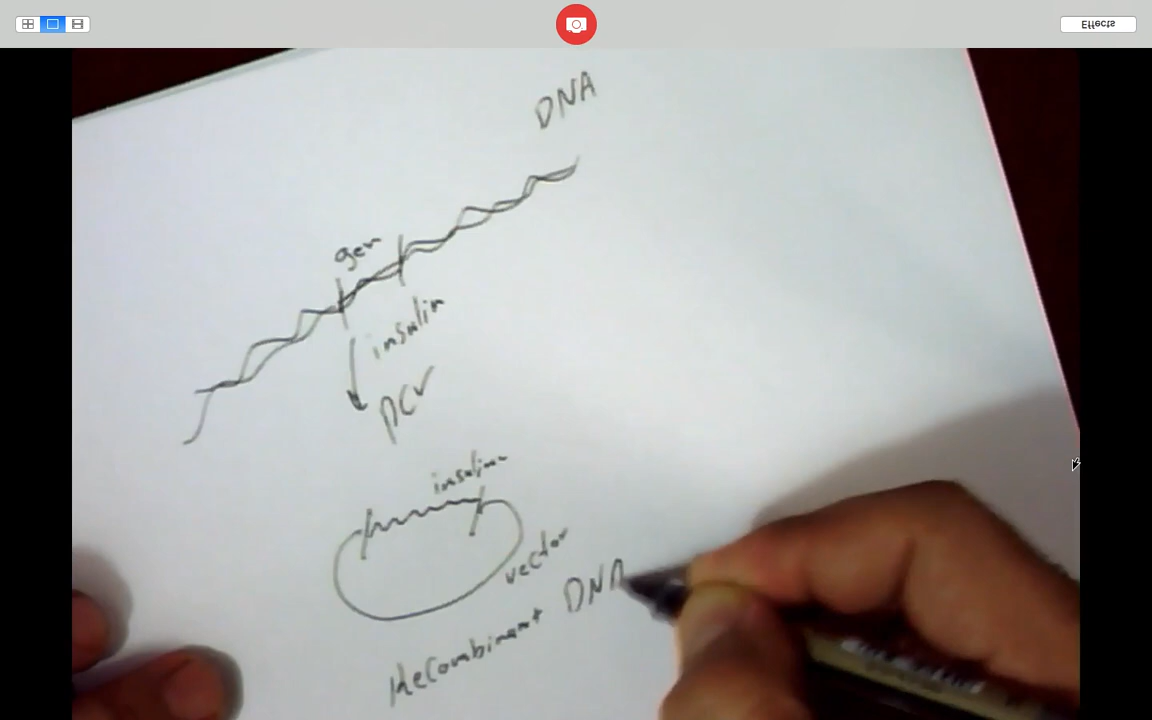 Effects
DNA
gen
insulin
PCR
insulin
vector
Recombinant DNA